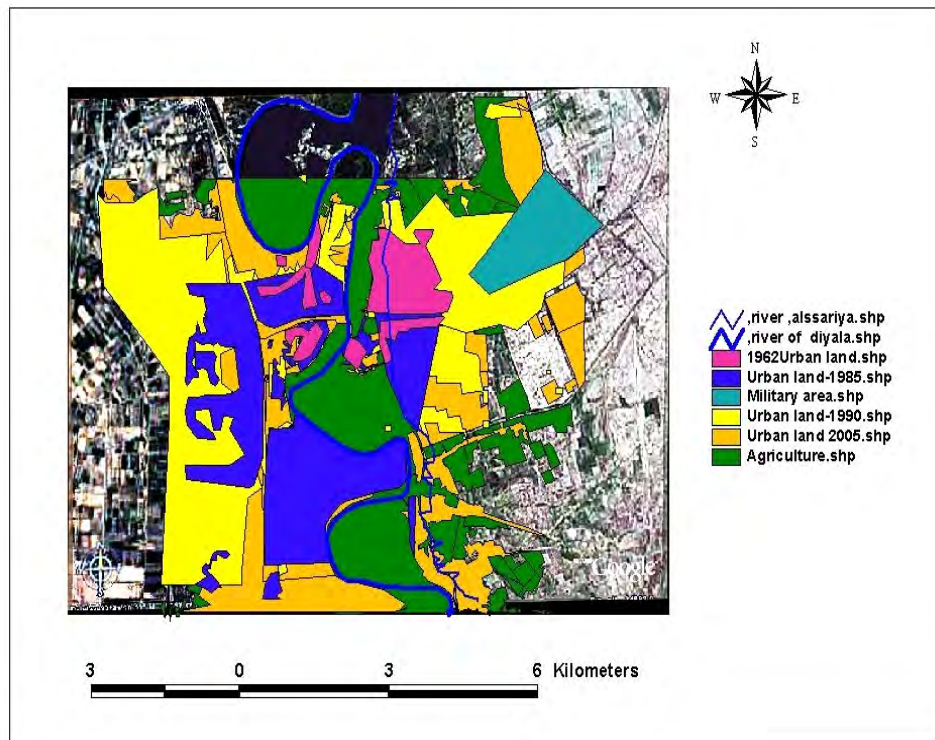 N
W E
S
,river ,alssariya.shp
,river of diyala.shp
1962Urban land.shp
Urban land-1985.shp
Military area.shp
Urban land-1990.shp
Urban land 2005.shp
Agriculture.shp
Google
3 0 3 6 Kilometers